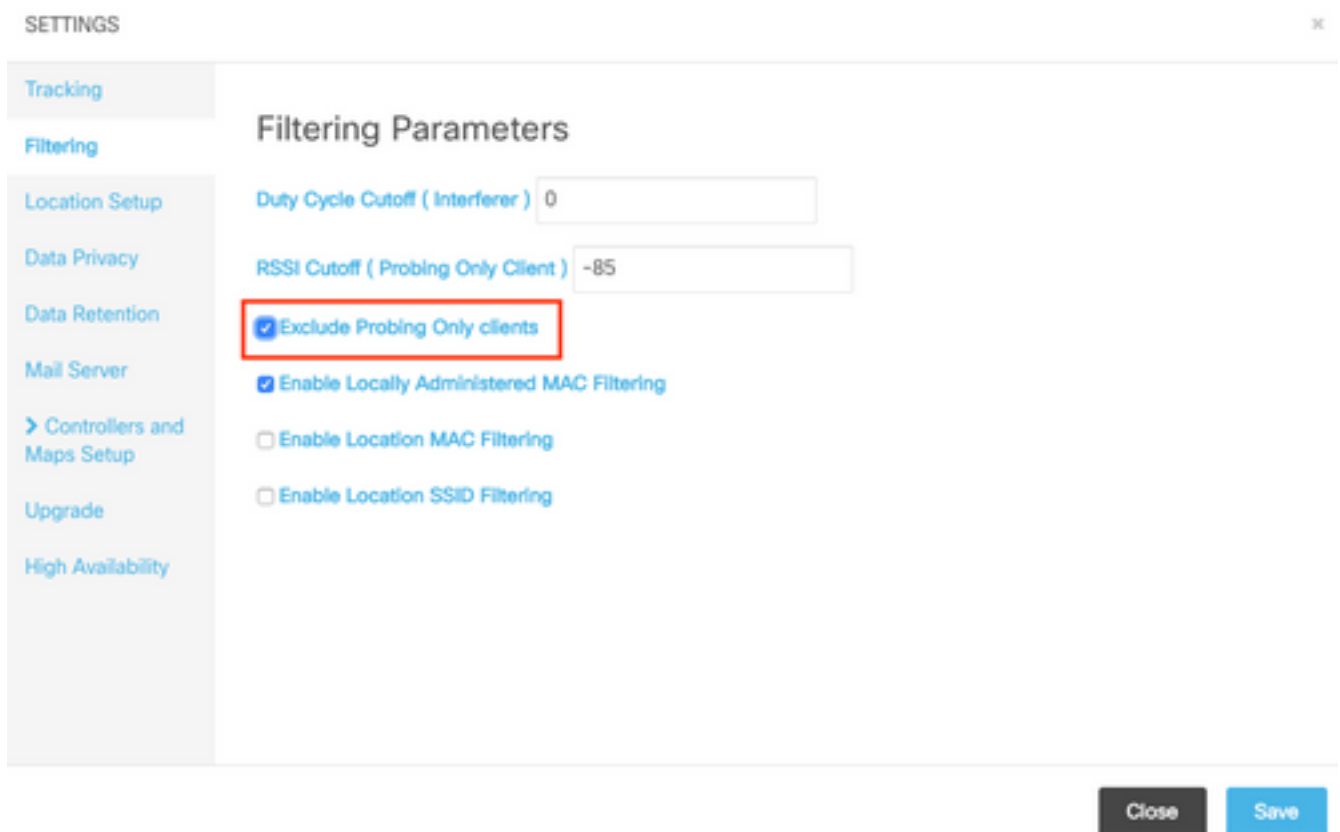 SETTINGS
×
Tracking
Filtering
Location Setup
Data Privacy
Data Retention
Mail Server
> Controllers and
Maps Setup
Upgrade
High Availability
Filtering Parameters
Duty Cycle Cutoff ( Interferer ) 0
RSSI Cutoff ( Probing Only Client ) -85
Exclude Probing Only clients
Enable Locally Administered MAC Filtering
Enable Location MAC Filtering
Enable Location SSID Filtering
Close
Save